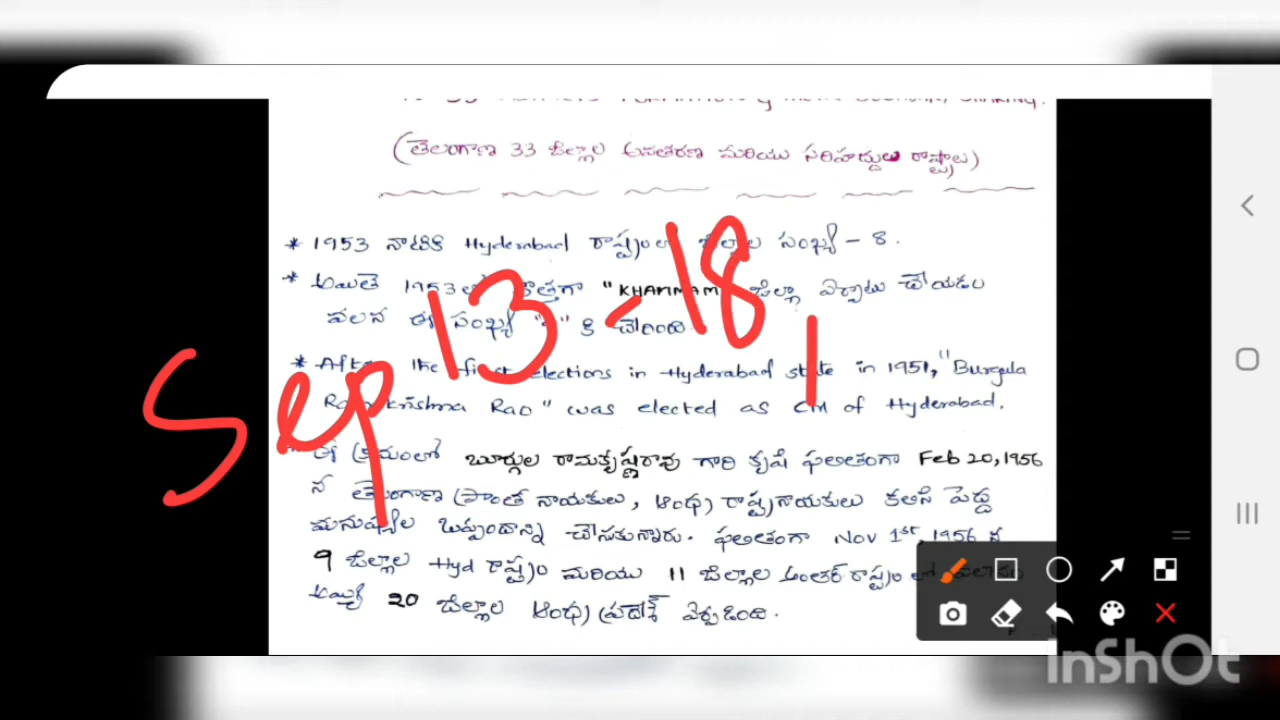 (తెలంగాణ 33 జిల్లాల అవతరణ మరియు సరిహద్దులు రాష్ట్రాలు)
* 1953 నాటికి Hyderabad రాష్ట్రంలో జిల్లాల సంఖ్య - 8.
* అయితే 1953లో కొత్తగా "KHAMMAM" జిల్లా ఏర్పాటు చేయడం
వలన ఈ సంఖ్య కి చేరింది.
* After the first elections in Hyderabad state in 1951, "Burgula
Ramakrishna Rao" was elected as CM of Hyderabad.
ఈ క్రమంలో బూర్గుల రామకృష్ణరావు గారి కృషి ఫలితంగా Feb 20, 1956
న తెలంగాణ ప్రాంత నాయకులు, ఆంధ్ర రాష్ట్ర నాయకులు కలిసి పెద్ద
మనుష్యుల ఒప్పందాన్ని చేసుకున్నారు. ఫలితంగా Nov 1st, 1956 న
9 జిల్లాల Hyd రాష్ట్రం మరియు 11 జిల్లాల
20 జిల్లాల ఆంధ్రప్రదేశ్ ఏర్పడింది.
Sep 13 - 18,
InShOt